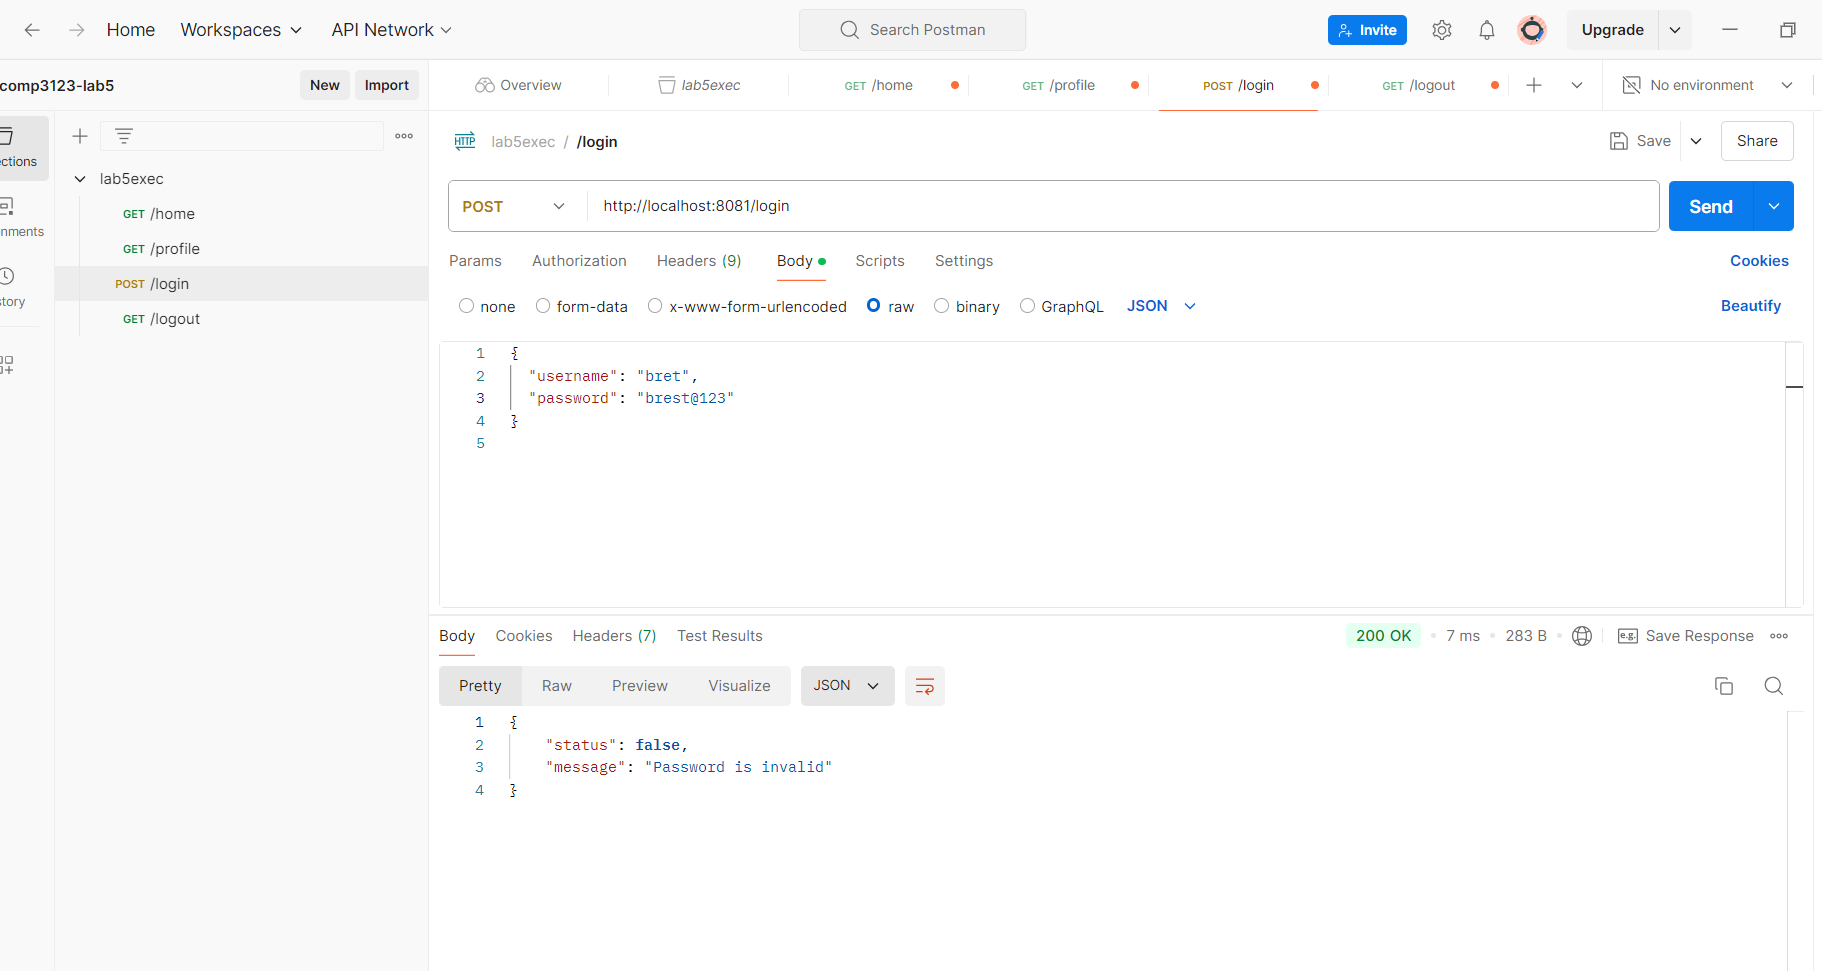 Home Workspaces API Network Search Postman Invite Upgrade
comp3123-lab5 New Import
Overview lab5exec GET /home GET /profile POST /login GET /logout No environment
ections
nments
tory
lab5exec
GET /home
GET /profile
POST /login
GET /logout
HTTP lab5exec / /login Save Share
POST http://localhost:8081/login Send
Params Authorization Headers (9) Body Scripts Settings Cookies
none form-data x-www-form-urlencoded raw binary GraphQL JSON Beautify
1 {
2 "username": "bret",
3 "password": "brest@123"
4 }
5
Body Cookies Headers (7) Test Results 200 OK 7 ms 283 B e.g. Save Response
Pretty Raw Preview Visualize JSON
1 {
2 "status": false,
3 "message": "Password is invalid"
4 }